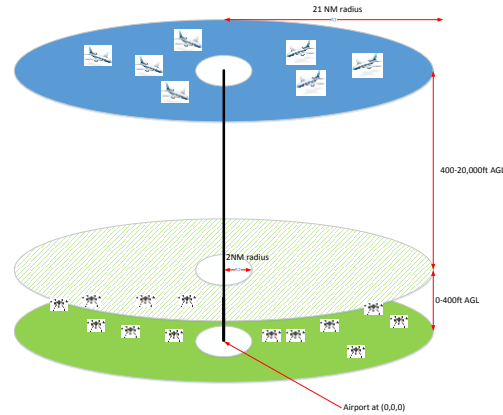 21 NM radius
400-20,000ft AGL
2NM radius
0-400ft AGL
Airport at (0,0,0)